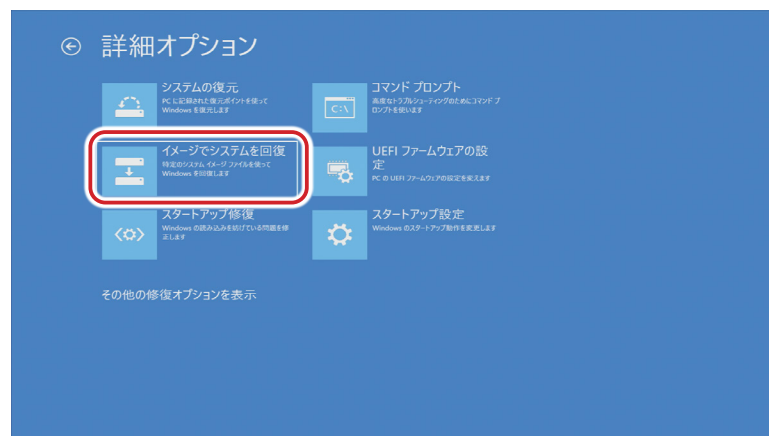 詳細オプション
システムの復元
PC に記録された復元ポイントを使って
Windows を復元します
イメージでシステムを回復
特定のシステム イメージ ファイルを使って
Windows を回復します
スタートアップ修復
Windows の読み込みを妨げている問題を修
正します
コマンド プロンプト
高度なトラブルシューティングのためにコマンド プ
ロンプトを使います
C:\
UEFI ファームウェアの設
定
PC の UEFI ファームウェアの設定を変えます
スタートアップ設定
Windows のスタートアップ動作を変更します
その他の修復オプションを表示